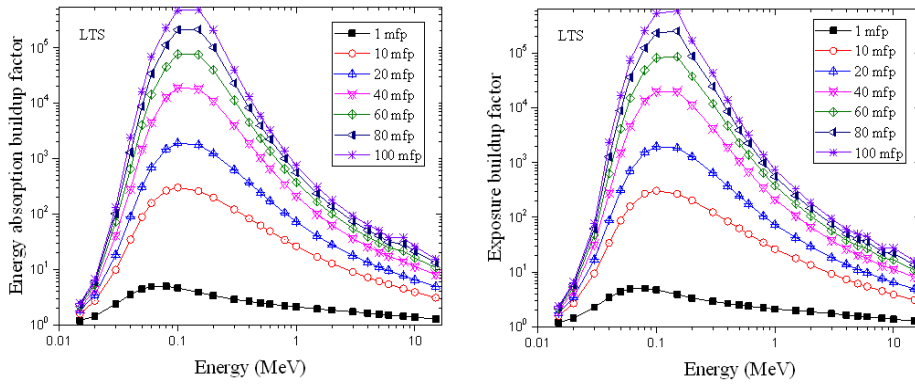 LTS
1 mfp
10 mfp
20 mfp
40 mfp
60 mfp
80 mfp
100 mfp
Energy absorption buildup factor
10^5
10^4
10^3
10^2
10^1
10^0
0.01
0.1
1
10
Energy (MeV)
LTS
1 mfp
10 mfp
20 mfp
40 mfp
60 mfp
80 mfp
100 mfp
Exposure buildup factor
10^5
10^4
10^3
10^2
10^1
10^0
0.01
0.1
1
10
Energy (MeV)